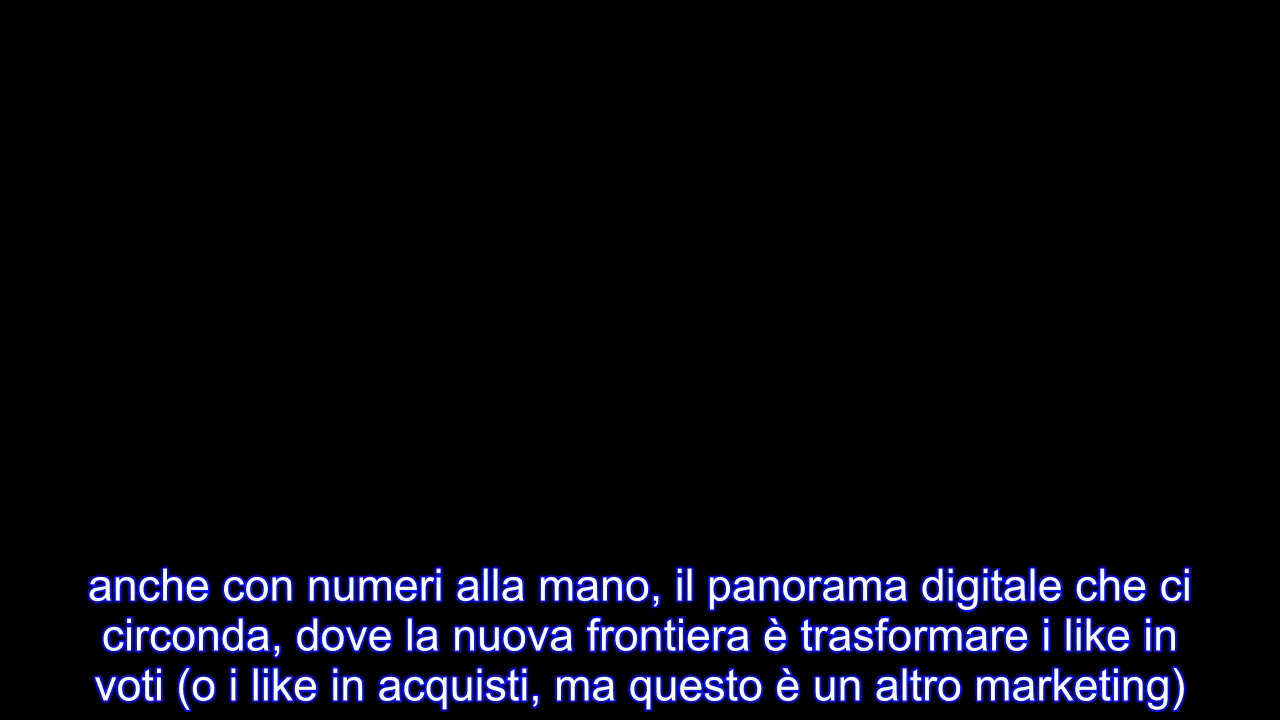 anche con numeri alla mano, il panorama digitale che ci
circonda, dove la nuova frontiera è trasformare i like in
voti (o i like in acquisti, ma questo è un altro marketing)